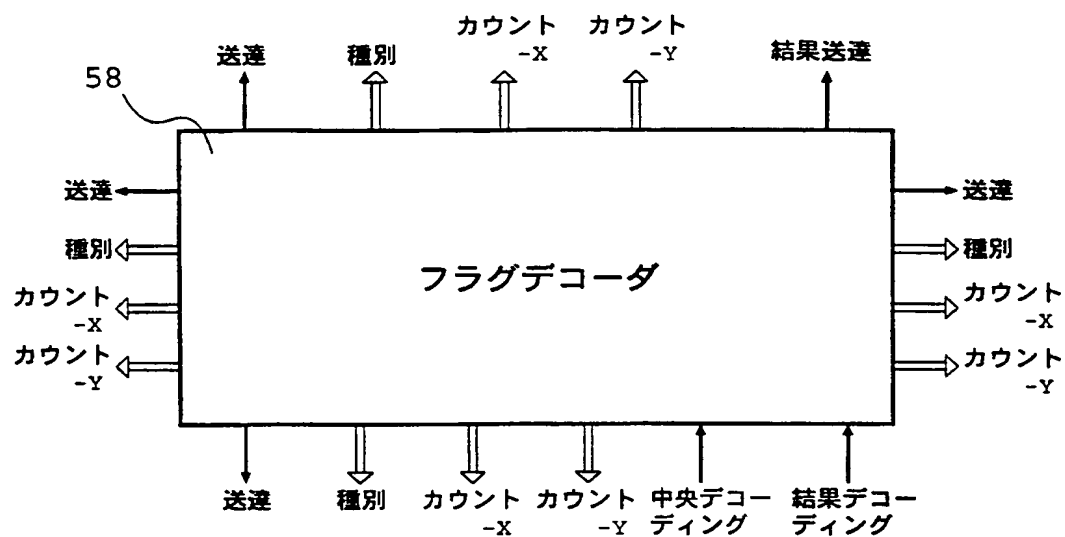 送達
種別
カウント
-X
カウント
-Y
結果送達
58
送達
種別
カウント
-X
カウント
-Y
フラグデコーダ
送達
種別
カウント
-X
カウント
-Y
送達
種別
カウント
-X
カウント
-Y
中央デコー
ディング
結果デコー
ディング